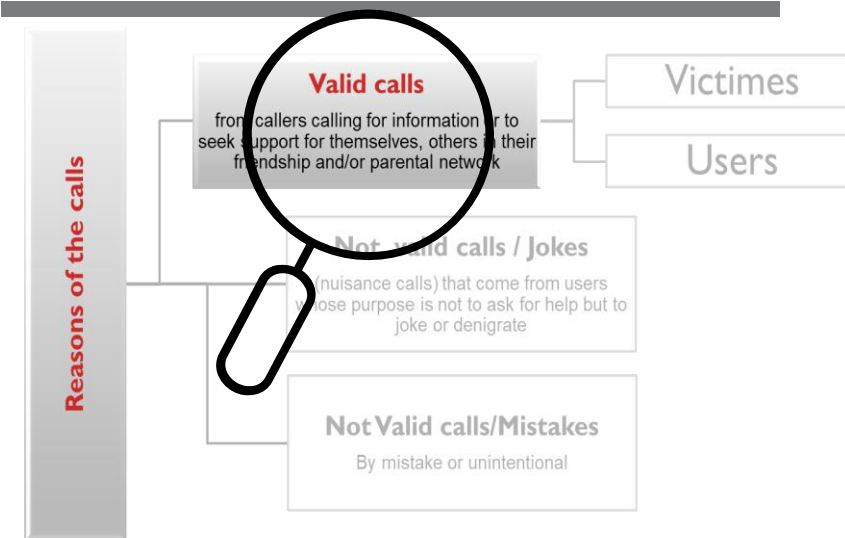 Reasons of the calls
Valid calls
from callers calling for information or to
seek support for themselves, others in their
friendship and/or parental network
Victimes
Users
Not valid calls / Jokes
(nuisance calls) that come from users
whose purpose is not to ask for help but to
joke or denigrate
Not Valid calls/Mistakes
By mistake or unintentional